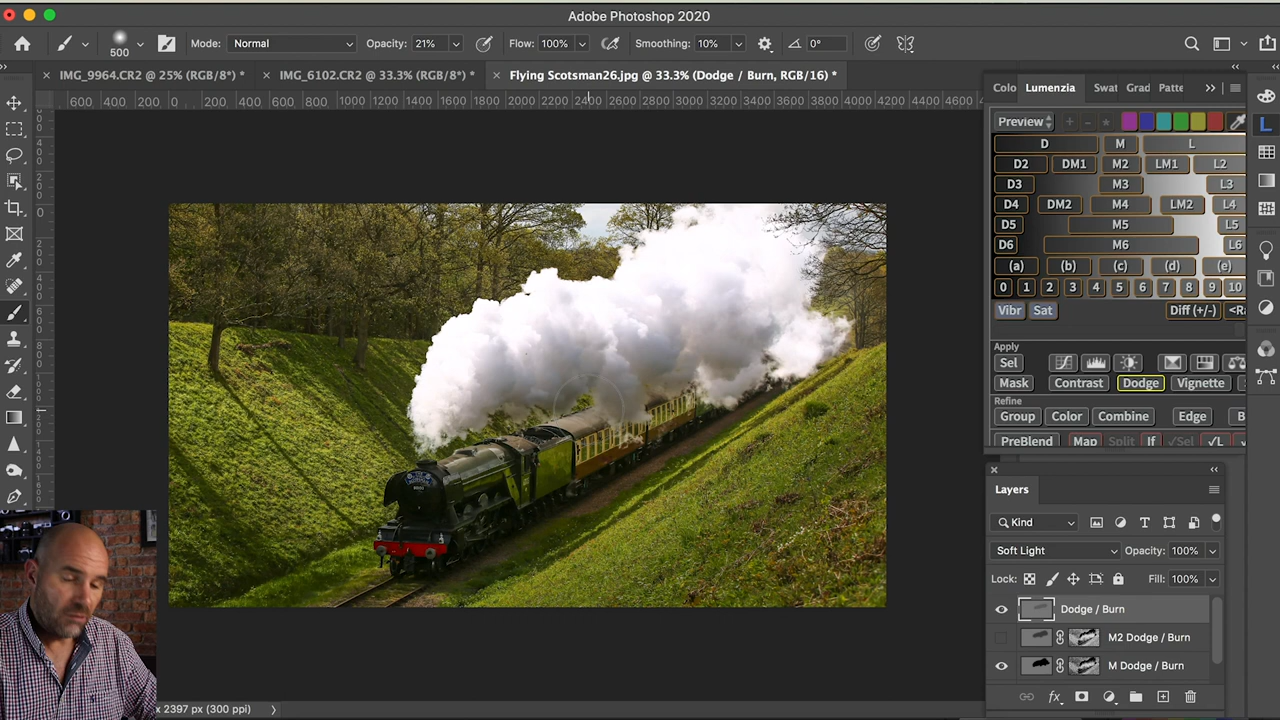 Adobe Photoshop 2020
500 Mode: Normal Opacity: 21% Flow: 100% Smoothing: 10% 0°
IMG_9964.CR2 @ 25% (RGB/8*) * IMG_6102.CR2 @ 33.3% (RGB/8*) * Flying Scotsman26.jpg @ 33.3% (Dodge / Burn, RGB/16) *
600 400 200 0 200 400 600 800 1000 1200 1400 1600 1800 2000 2200 2400 2600 2800 3000 3200 3400 3600 3800 4000 4200 4400 4600
Colo Lumenzia Swat Grad Patte
Preview
D M L
D2 DM1 M2 LM1 L2
D3 M3 L3
D4 DM2 M4 LM2 L4
D5 M5 L5
D6 M6 L6
(a) (b) (c) (d) (e)
0 1 2 3 4 5 6 7 8 9 10
Vibr Sat Diff (+/-) <Ra
Apply
Sel
Mask Contrast Dodge Vignette
Refine
Group Color Combine Edge B
PreBlend Map Split If √Sel √L
Layers
Kind
Soft Light Opacity: 100%
Lock: Fill: 100%
Dodge / Burn
M2 Dodge / Burn
M Dodge / Burn
fx
x 2397 px (300 ppi)